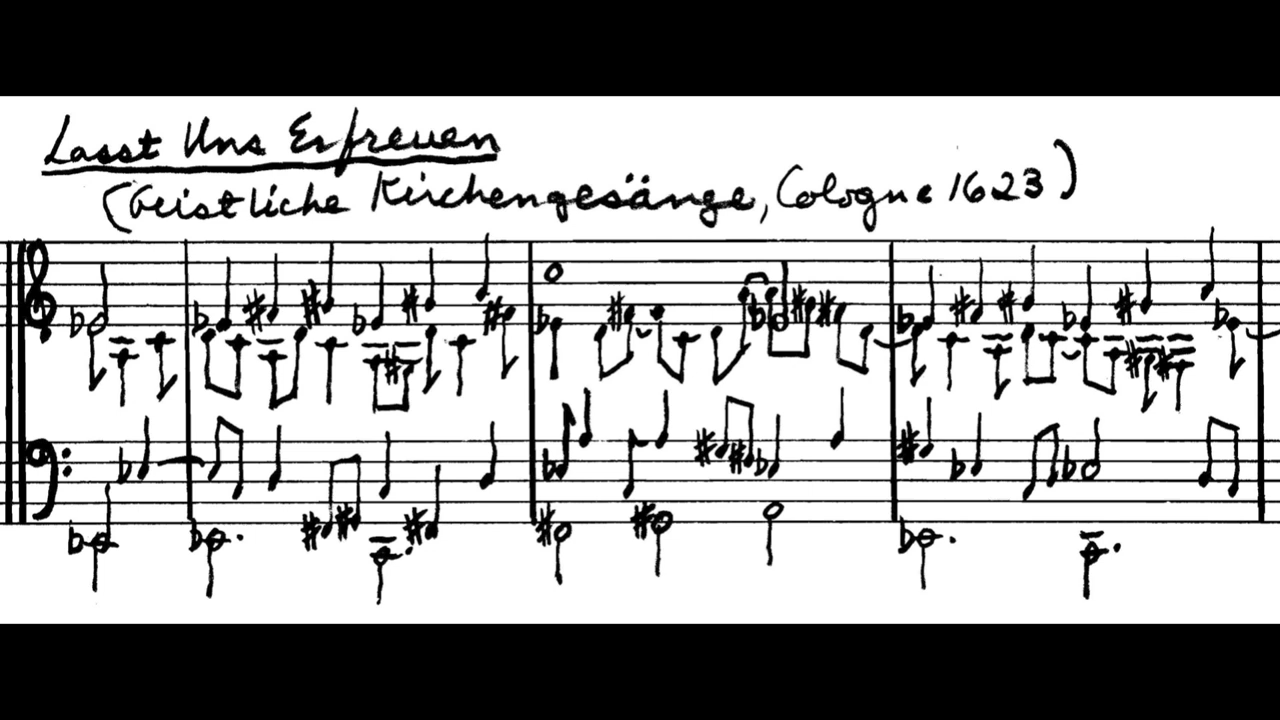 Lasst Uns Erfreuen
(Geistliche Kirchengesänge, Cologne 1623)